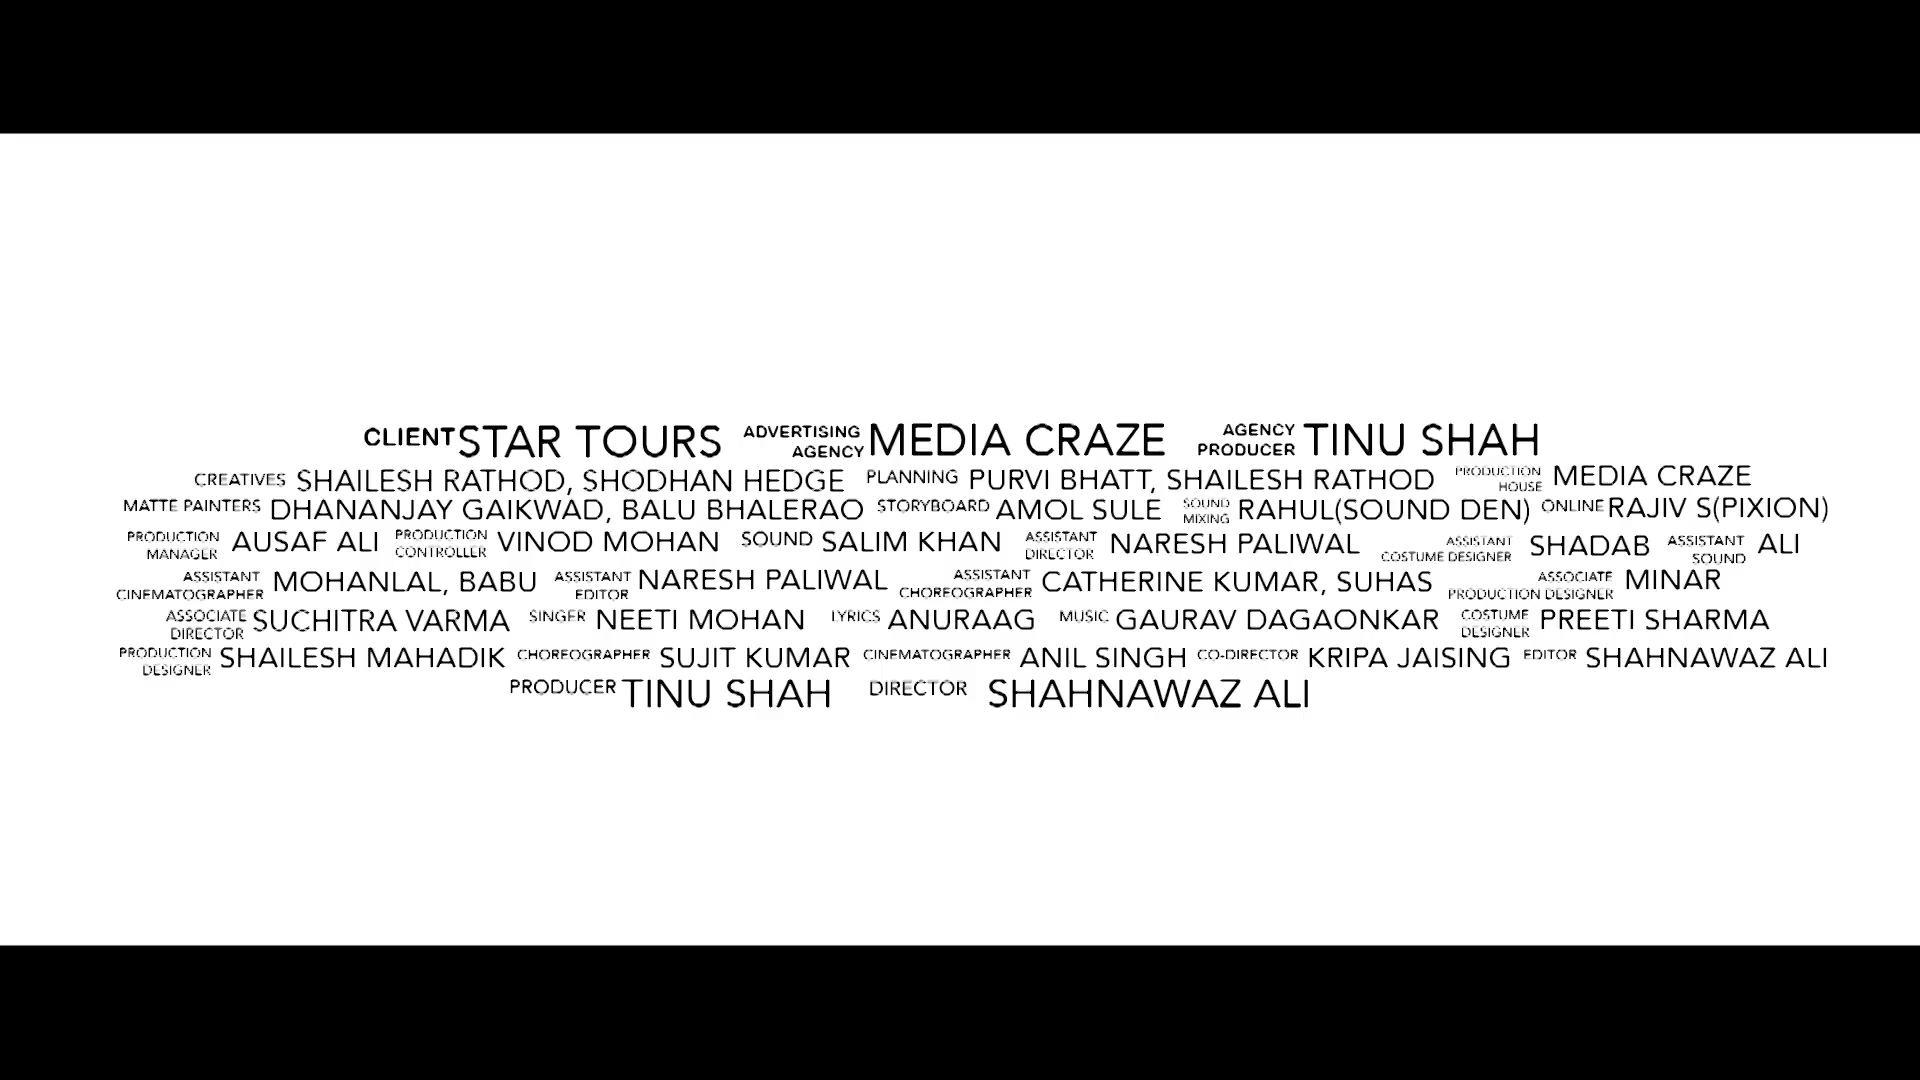 CLIENT STAR TOURS ADVERTISING AGENCY MEDIA CRAZE AGENCY PRODUCER TINU SHAH
CREATIVES SHAILESH RATHOD, SHODHAN HEDGE PLANNING PURVI BHATT, SHAILESH RATHOD PRODUCTION HOUSE MEDIA CRAZE
MATTE PAINTERS DHANANJAY GAIKWAD, BALU BHALERAO STORYBOARD AMOL SULE SOUND MIXING RAHUL(SOUND DEN) ONLINE RAJIV S(PIXION)
PRODUCTION MANAGER AUSAF ALI PRODUCTION CONTROLLER VINOD MOHAN SOUND SALIM KHAN ASSISTANT DIRECTOR NARESH PALIWAL ASSISTANT COSTUME DESIGNER SHADAB ASSISTANT SOUND ALI
ASSISTANT CINEMATOGRAPHER MOHANLAL, BABU ASSISTANT EDITOR NARESH PALIWAL ASSISTANT CHOREOGRAPHER CATHERINE KUMAR, SUHAS ASSOCIATE PRODUCTION DESIGNER MINAR
ASSOCIATE DIRECTOR SUCHITRA VARMA SINGER NEETI MOHAN LYRICS ANURAAG MUSIC GAURAV DAGAONKAR COSTUME DESIGNER PREETI SHARMA
PRODUCTION DESIGNER SHAILESH MAHADIK CHOREOGRAPHER SUJIT KUMAR CINEMATOGRAPHER ANIL SINGH CO-DIRECTOR KRIPA JAISING EDITOR SHAHNAWAZ ALI
PRODUCER TINU SHAH DIRECTOR SHAHNAWAZ ALI